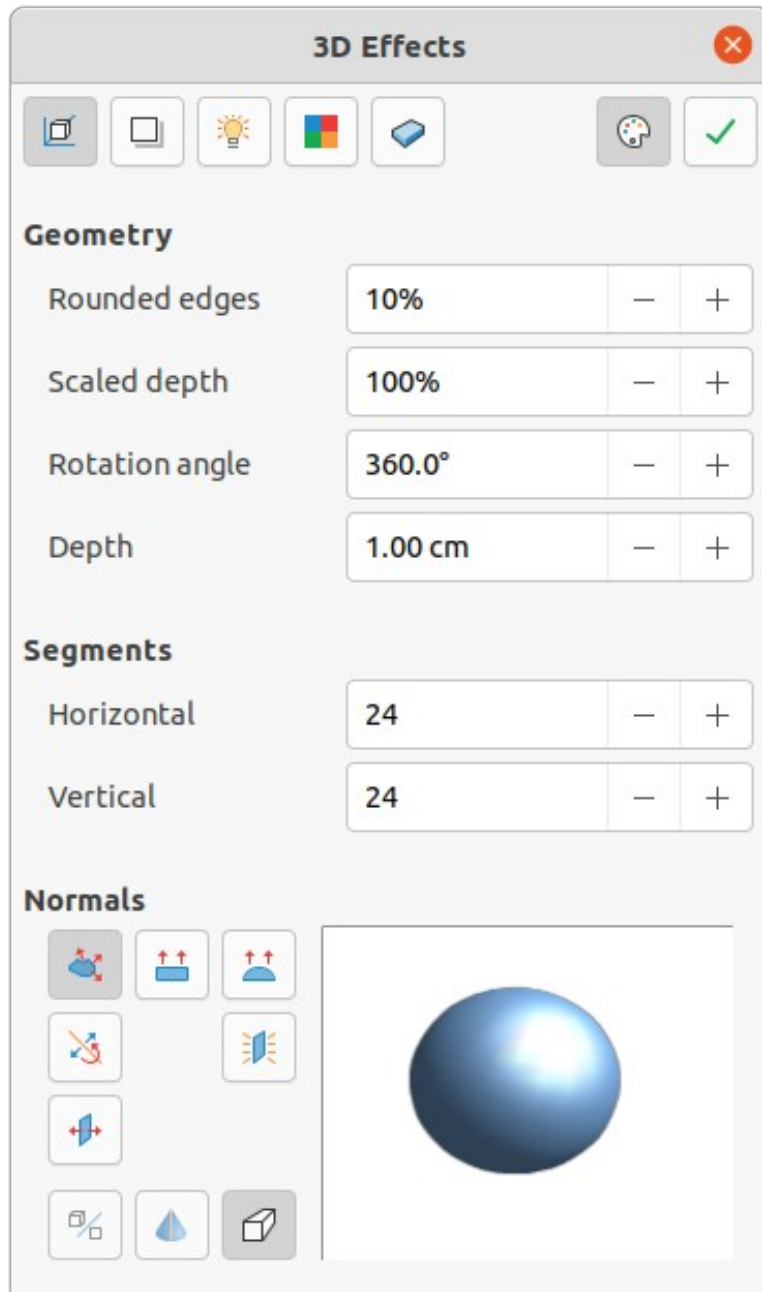 3D Effects
Geometry
Rounded edges 10%
Scaled depth 100%
Rotation angle 360.0°
Depth 1.00 cm
Segments
Horizontal 24
Vertical 24
Normals